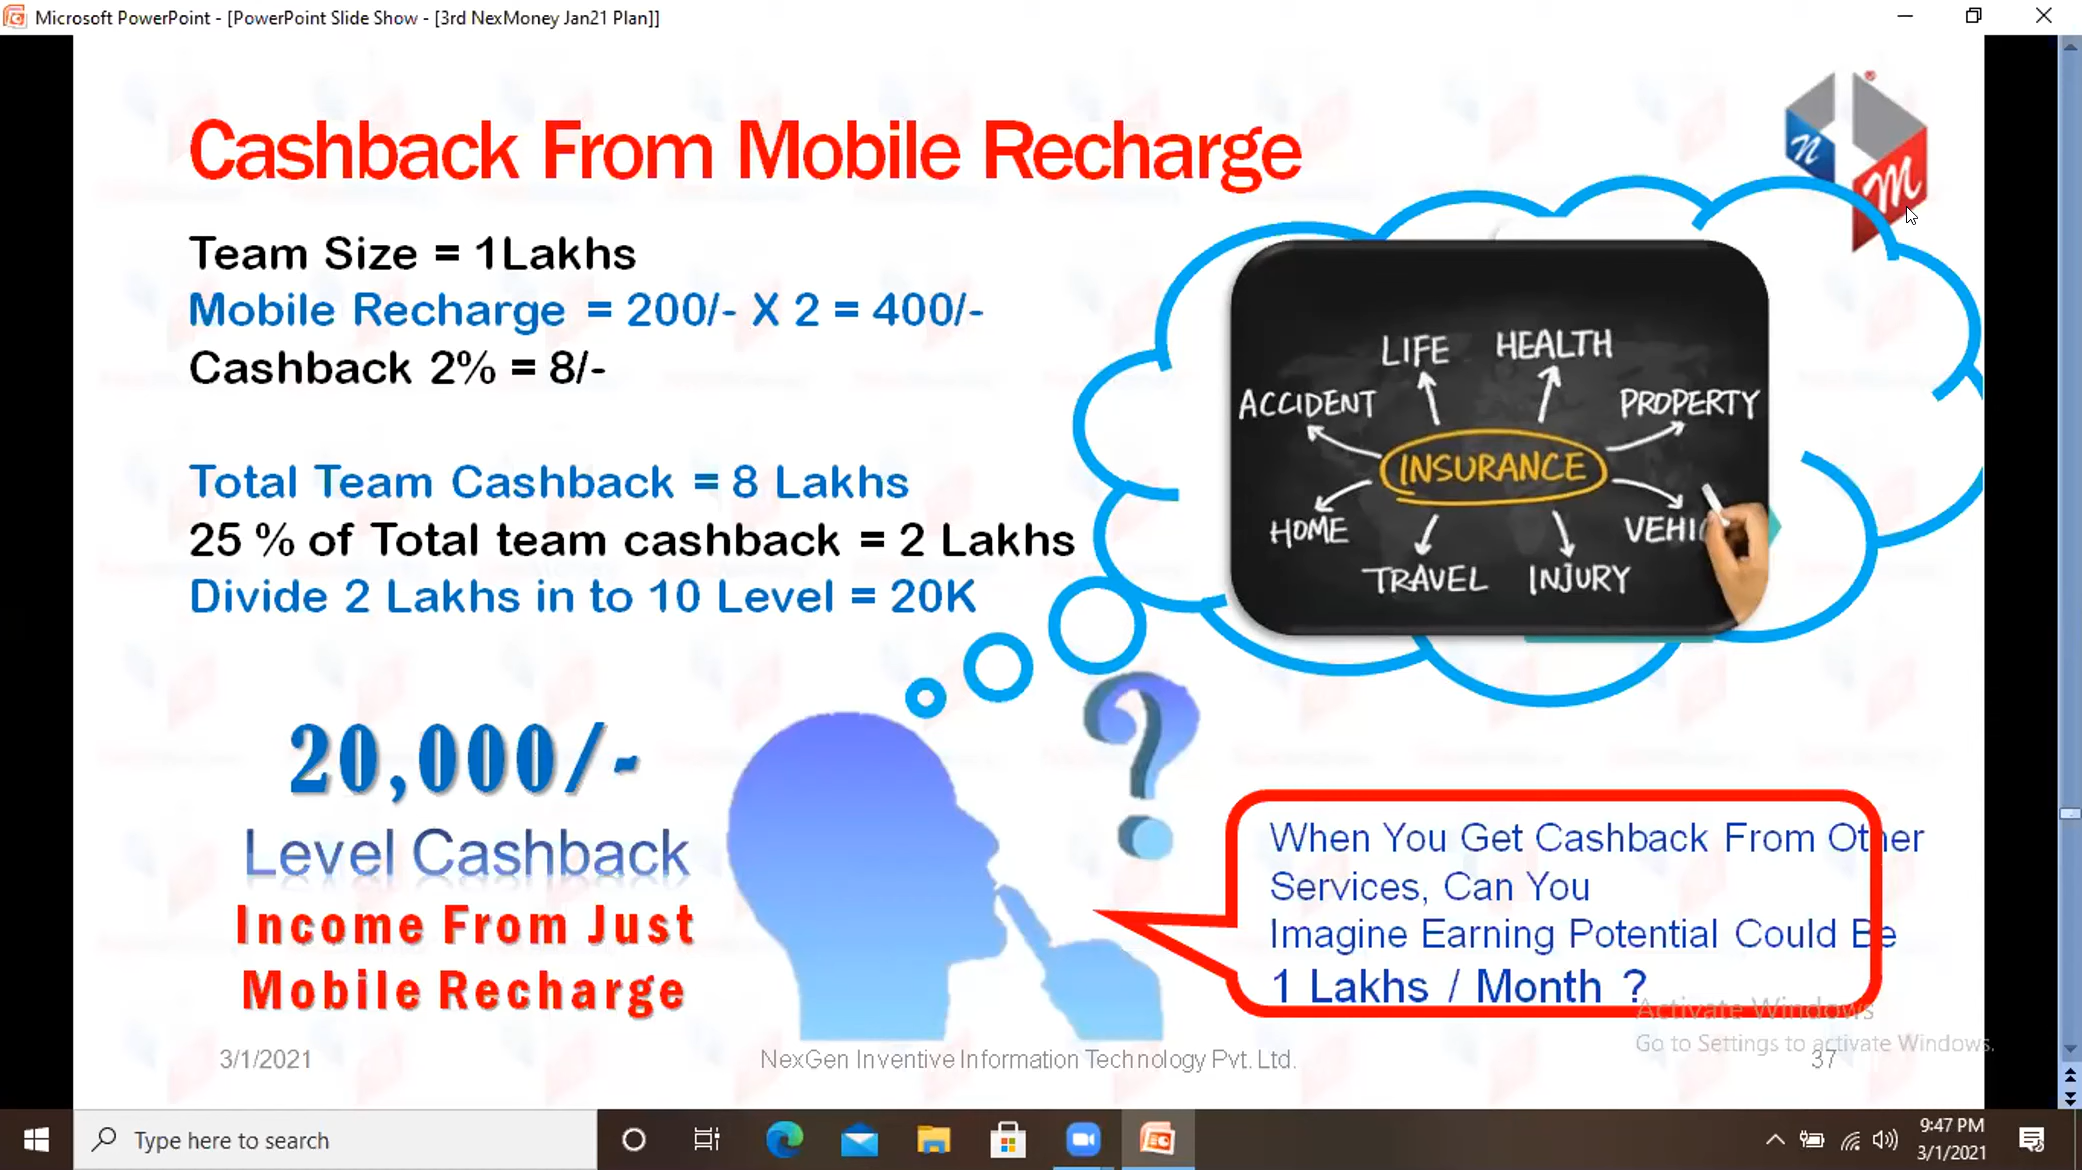 Microsoft PowerPoint - [PowerPoint Slide Show - [3rd NexMoney Jan21 Plan]]
Cashback From Mobile Recharge
n
m
Team Size = 1Lakhs
Mobile Recharge = 200/- X 2 = 400/-
Cashback 2% = 8/-
Total Team Cashback = 8 Lakhs
25 % of Total team cashback = 2 Lakhs
Divide 2 Lakhs in to 10 Level = 20K
LIFE
HEALTH
ACCIDENT
PROPERTY
INSURANCE
HOME
VEHIC
TRAVEL
INJURY
20,000/-
Level Cashback
Income From Just
Mobile Recharge
When You Get Cashback From Other
Services, Can You
Imagine Earning Potential Could Be
1 Lakhs / Month ?
Activate Windows
Go to Settings to activate Windows.
3/1/2021
NexGen Inventive Information Technology Pvt. Ltd.
37
Type here to search
9:47 PM
3/1/2021